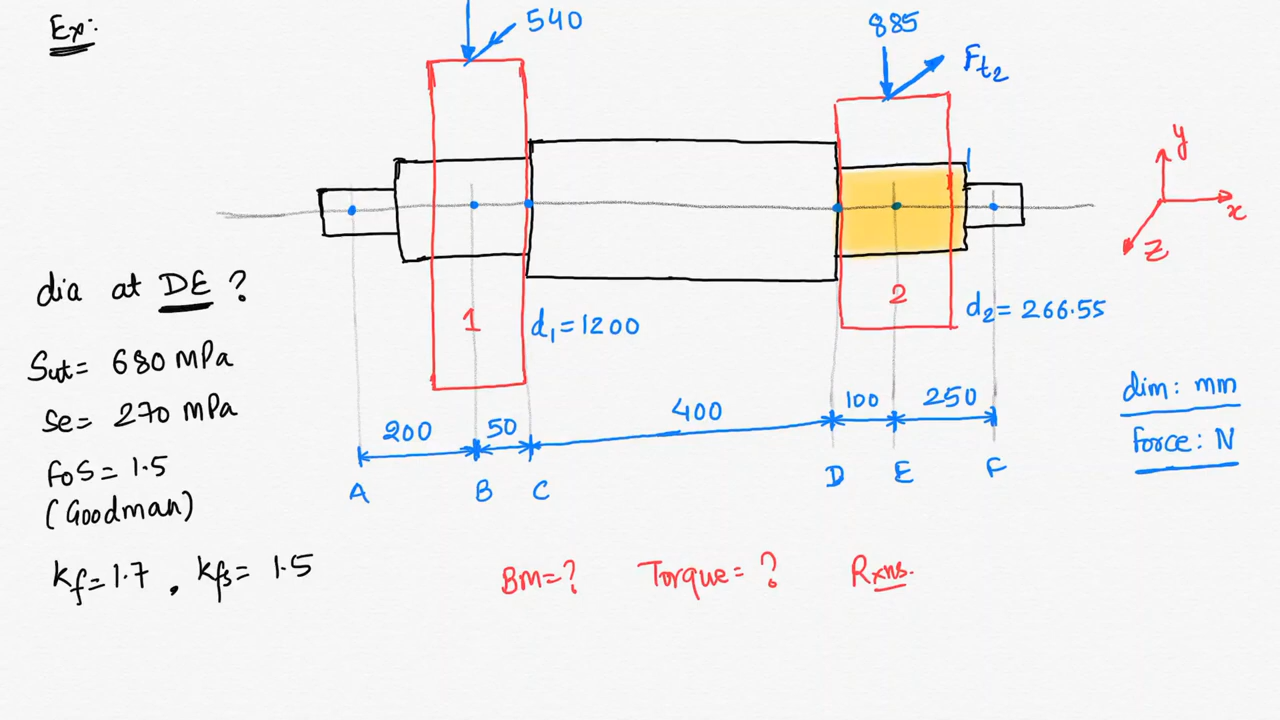 Ex:
540
885
Ft2
y
x
z
dia at DE ?
1
d1 = 1200
2
d2 = 266.55
Sut = 680 MPa
Se = 270 MPa
FoS = 1.5
(Goodman)
dim: mm
Force: N
200
50
400
100
250
A
B
C
D
E
F
kf = 1.7 , kfs = 1.5
BM = ?
Torque = ?
Rxns.